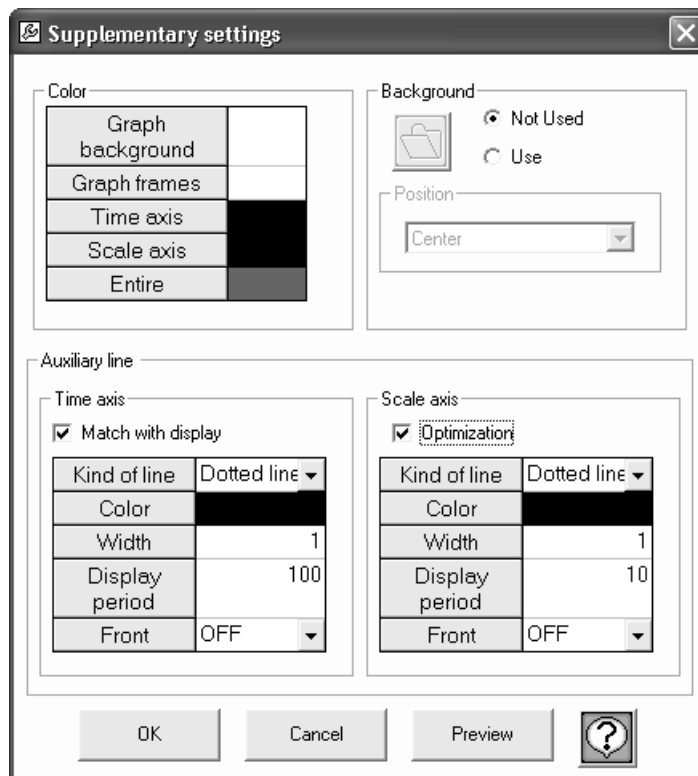 Supplementary settings
Color
Graph
background
Graph frames
Time axis
Scale axis
Entire
Background
Not Used
Use
Position
Center
Auxiliary line
Time axis
Match with display
Kind of line Dotted line
Color
Width 1
Display
period 100
Front OFF
Scale axis
Optimization
Kind of line Dotted line
Color
Width 1
Display
period 10
Front OFF
OK Cancel Preview ?